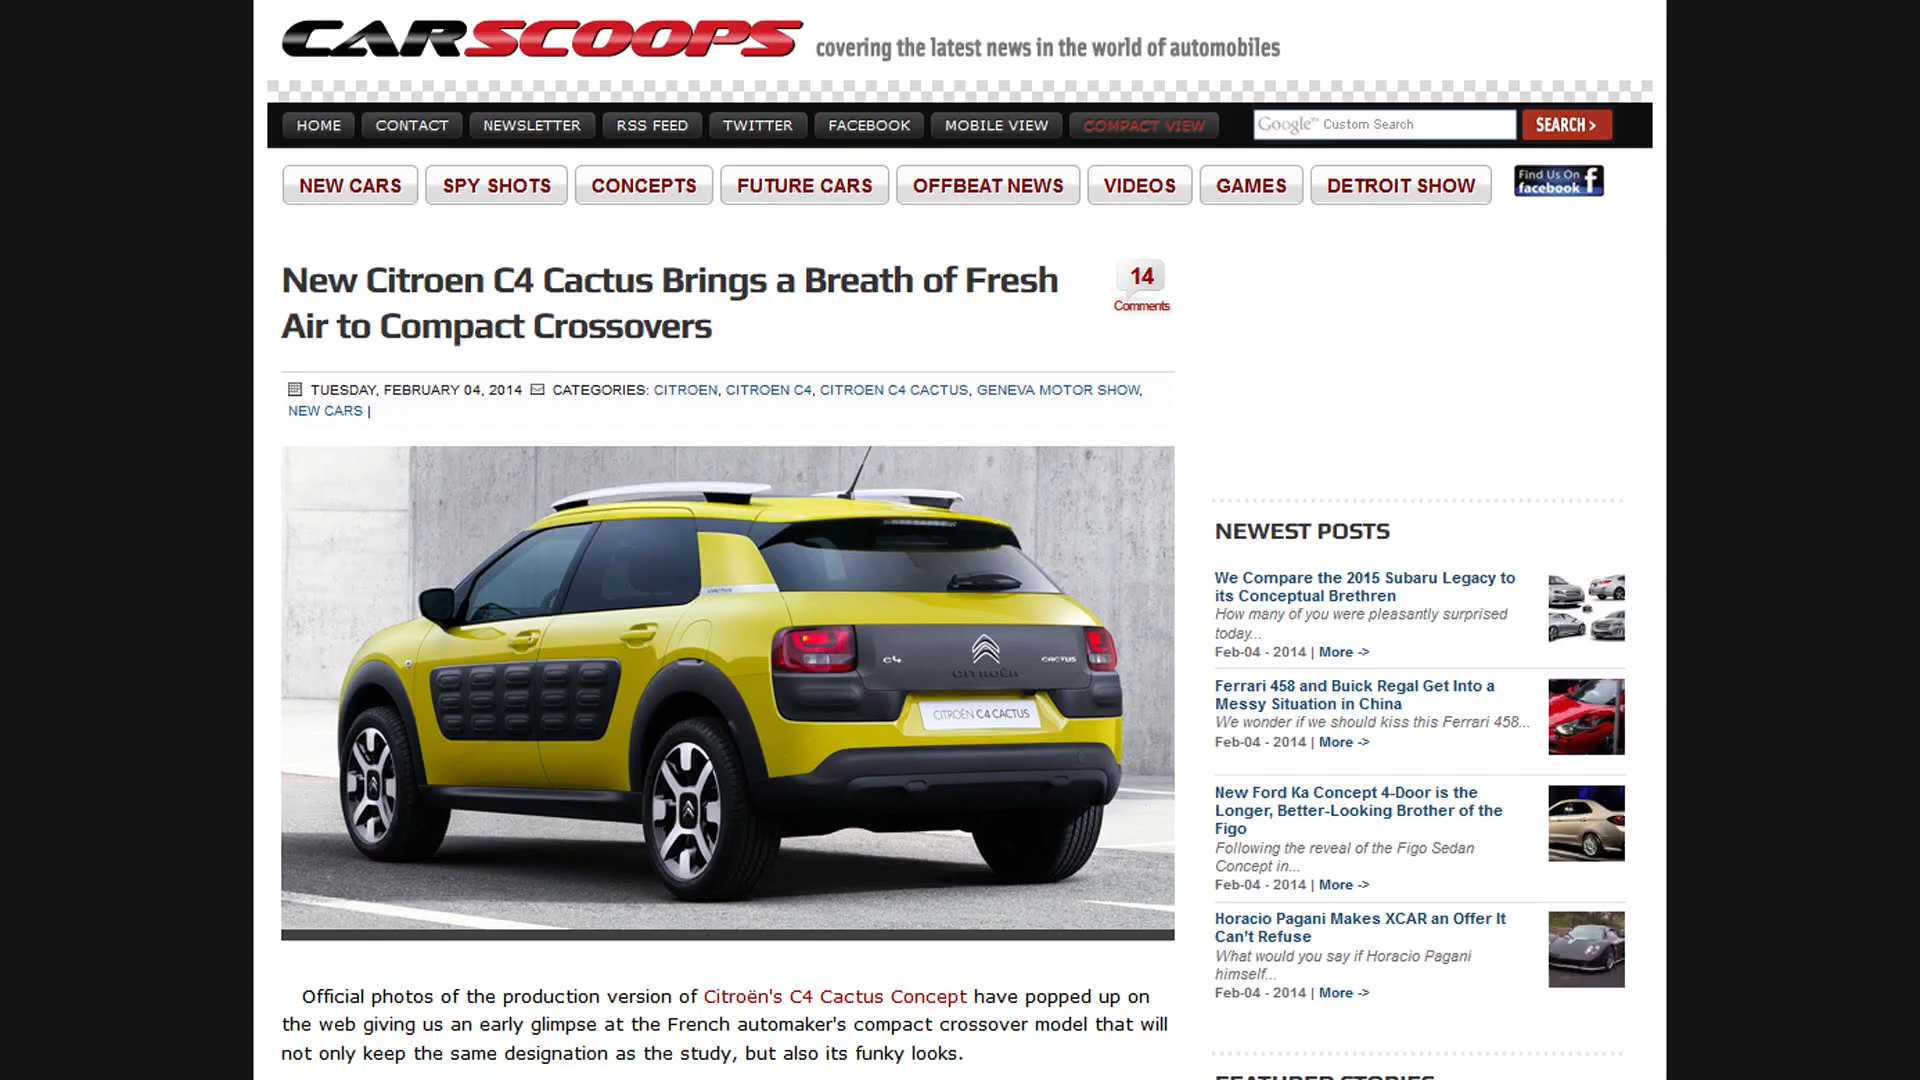 CARSCOOPS covering the latest news in the world of automobiles
HOME CONTACT NEWSLETTER RSS FEED TWITTER FACEBOOK MOBILE VIEW COMPACT VIEW Google™ Custom Search SEARCH >
NEW CARS SPY SHOTS CONCEPTS FUTURE CARS OFFBEAT NEWS VIDEOS GAMES DETROIT SHOW Find Us On
facebook
New Citroen C4 Cactus Brings a Breath of Fresh
Air to Compact Crossovers
14
Comments
TUESDAY, FEBRUARY 04, 2014 CATEGORIES: CITROEN, CITROEN C4, CITROEN C4 CACTUS, GENEVA MOTOR SHOW,
NEW CARS |
CACTUS
C4 CACTUS
CITROËN
CITROËN C4 CACTUS
Official photos of the production version of Citroën's C4 Cactus Concept have popped up on
the web giving us an early glimpse at the French automaker's compact crossover model that will
not only keep the same designation as the study, but also its funky looks.
NEWEST POSTS
We Compare the 2015 Subaru Legacy to
its Conceptual Brethren
How many of you were pleasantly surprised
today...
Feb-04 - 2014 | More ->
Ferrari 458 and Buick Regal Get Into a
Messy Situation in China
We wonder if we should kiss this Ferrari 458...
Feb-04 - 2014 | More ->
New Ford Ka Concept 4-Door is the
Longer, Better-Looking Brother of the
Figo
Following the reveal of the Figo Sedan
Concept in...
Feb-04 - 2014 | More ->
Horacio Pagani Makes XCAR an Offer It
Can't Refuse
What would you say if Horacio Pagani
himself...
Feb-04 - 2014 | More ->
FEATURED STORIES